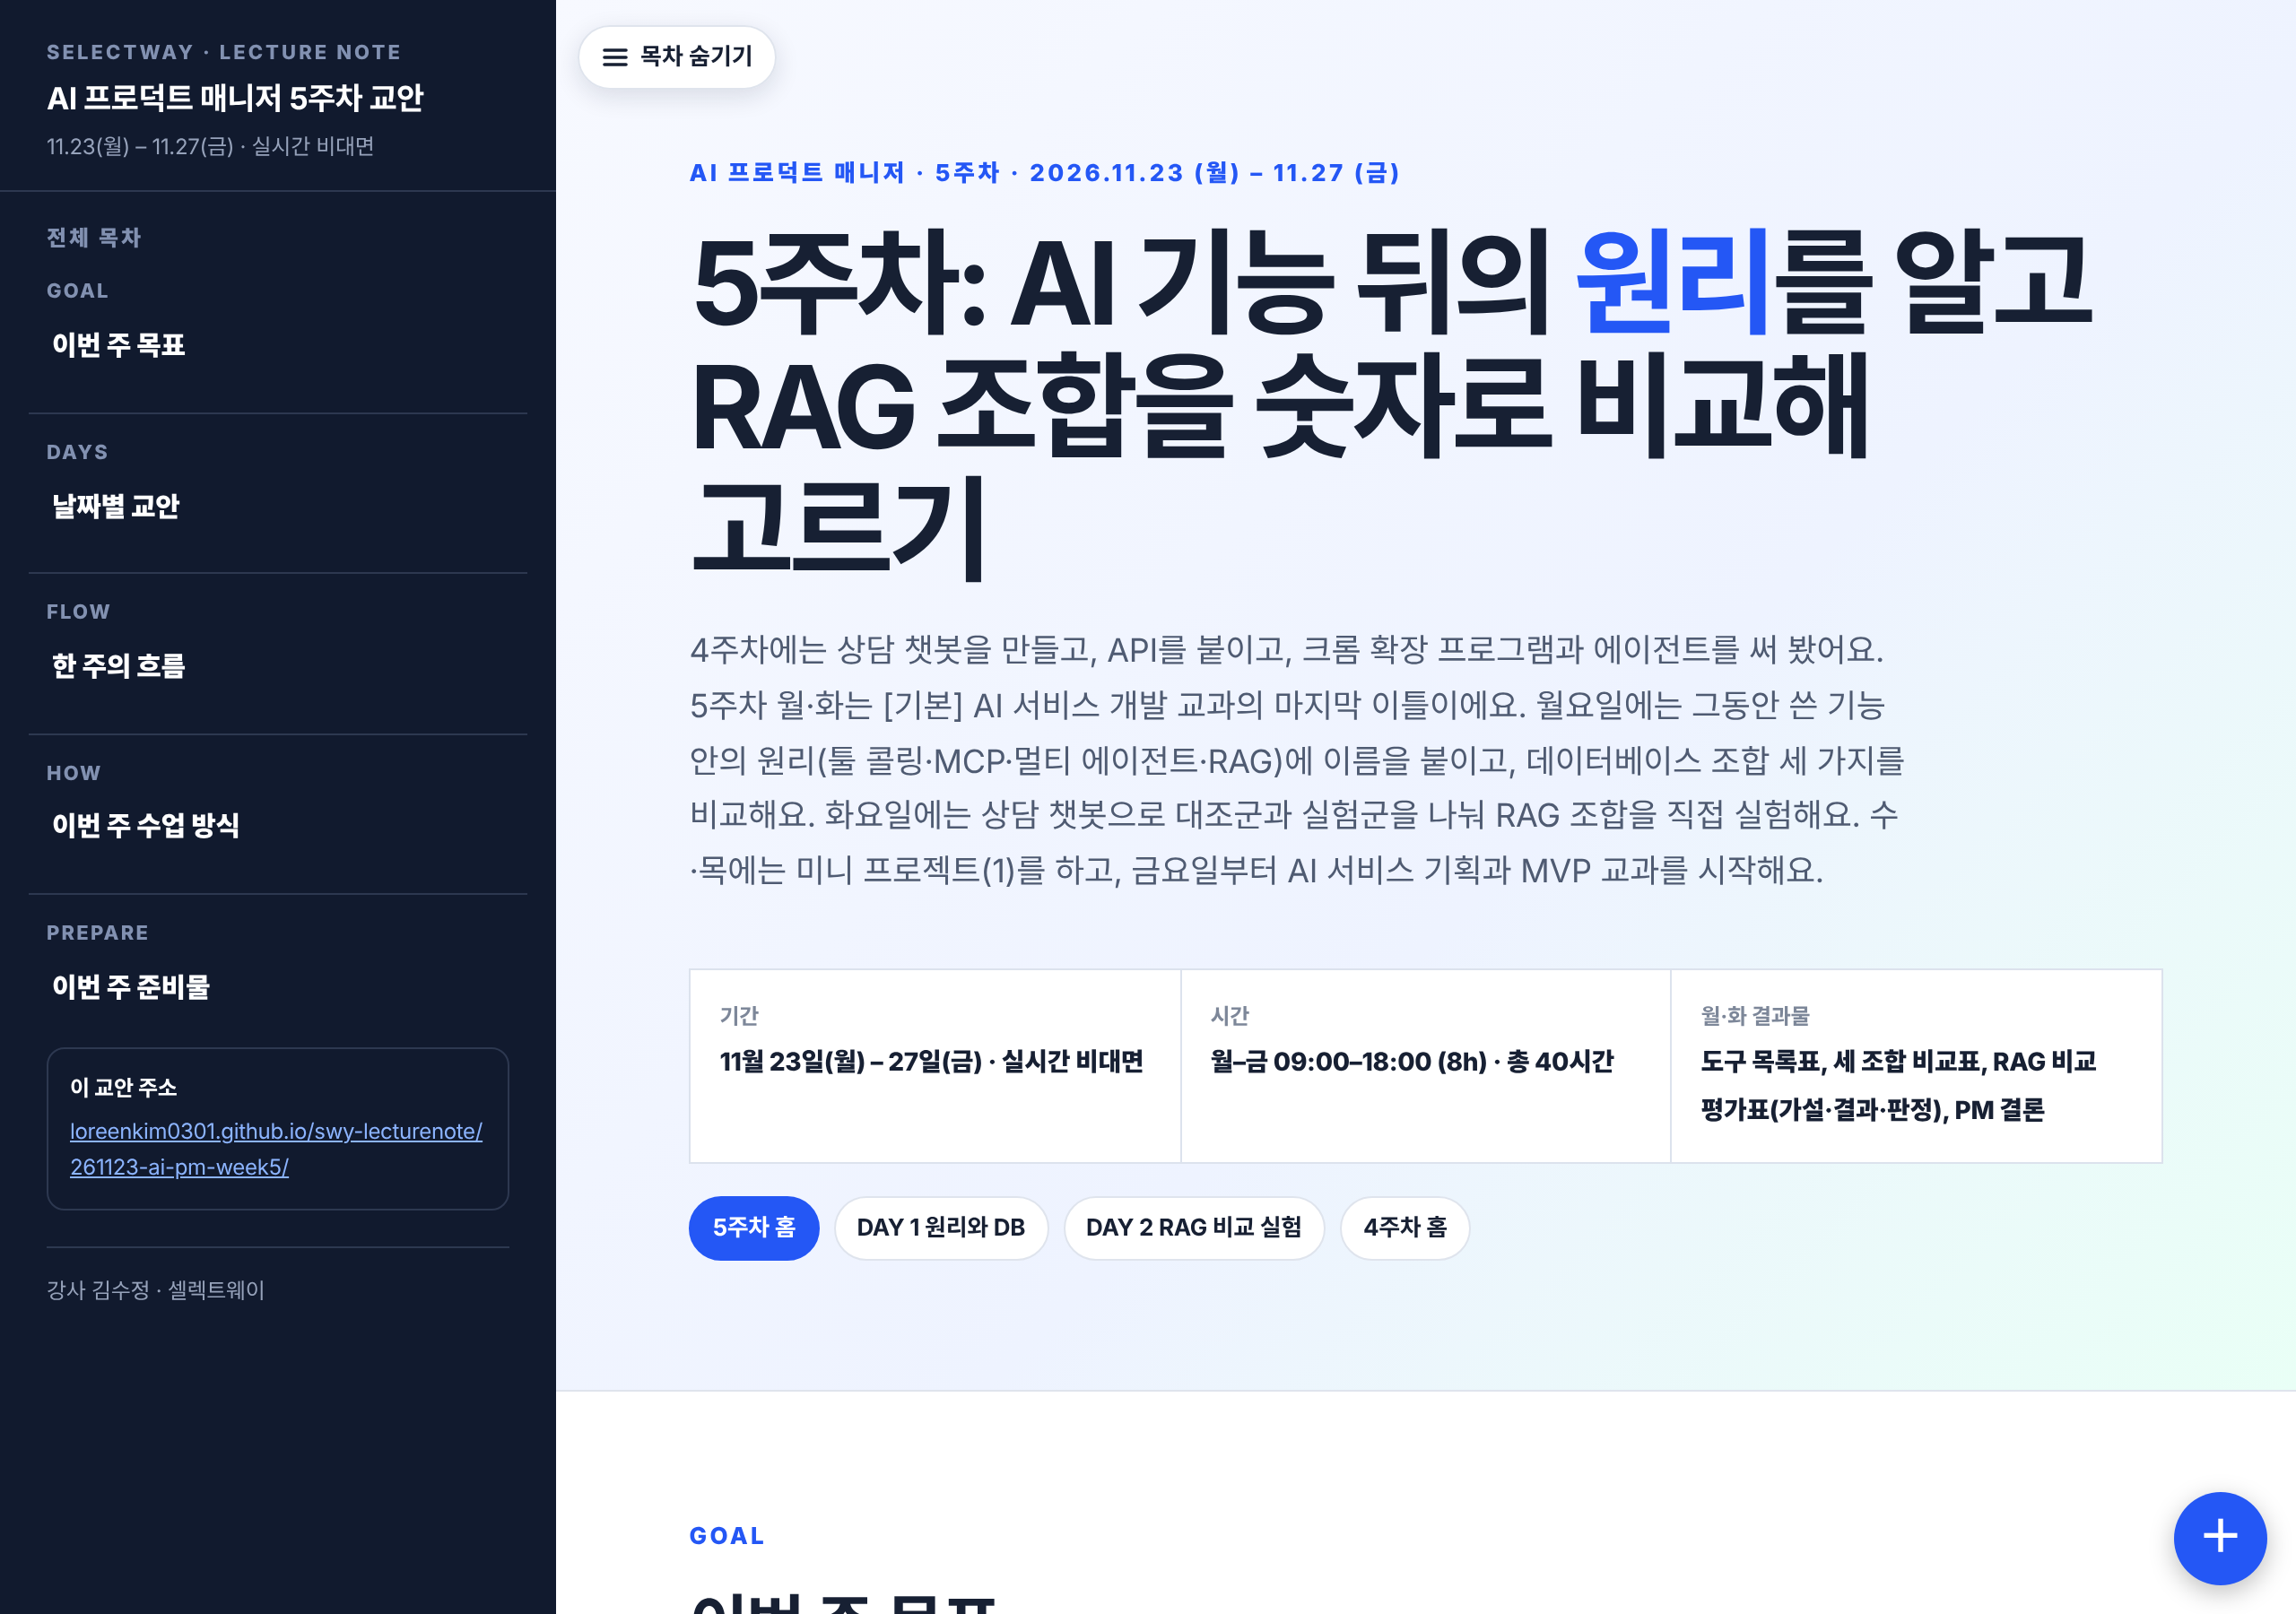 SELECTWAY · LECTURE NOTE
AI 프로덕트 매니저 5주차 교안
11.23(월) – 11.27(금) · 실시간 비대면
전체 목차
GOAL
이번 주 목표
DAYS
날짜별 교안
FLOW
한 주의 흐름
HOW
이번 주 수업 방식
PREPARE
이번 주 준비물
이 교안 주소
loreenkim0301.github.io/swy-lecturenote/
261123-ai-pm-week5/
강사 김수정 · 셀렉트웨이
목차 숨기기
AI 프로덕트 매니저 · 5주차 · 2026.11.23 (월) – 11.27 (금)
5주차: AI 기능 뒤의 원리를 알고
RAG 조합을 숫자로 비교해
고르기
4주차에는 상담 챗봇을 만들고, API를 붙이고, 크롬 확장 프로그램과 에이전트를 써 봤어요.
5주차 월·화는 [기본] AI 서비스 개발 교과의 마지막 이틀이에요. 월요일에는 그동안 쓴 기능
안의 원리(툴 콜링·MCP·멀티 에이전트·RAG)에 이름을 붙이고, 데이터베이스 조합 세 가지를
비교해요. 화요일에는 상담 챗봇으로 대조군과 실험군을 나눠 RAG 조합을 직접 실험해요. 수
·목에는 미니 프로젝트(1)를 하고, 금요일부터 AI 서비스 기획과 MVP 교과를 시작해요.
기간
11월 23일(월) – 27일(금) · 실시간 비대면
시간
월–금 09:00–18:00 (8h) · 총 40시간
월·화 결과물
도구 목록표, 세 조합 비교표, RAG 비교
평가표(가설·결과·판정), PM 결론
5주차 홈
DAY 1 원리와 DB
DAY 2 RAG 비교 실험
4주차 홈
GOAL
이번 주 목표